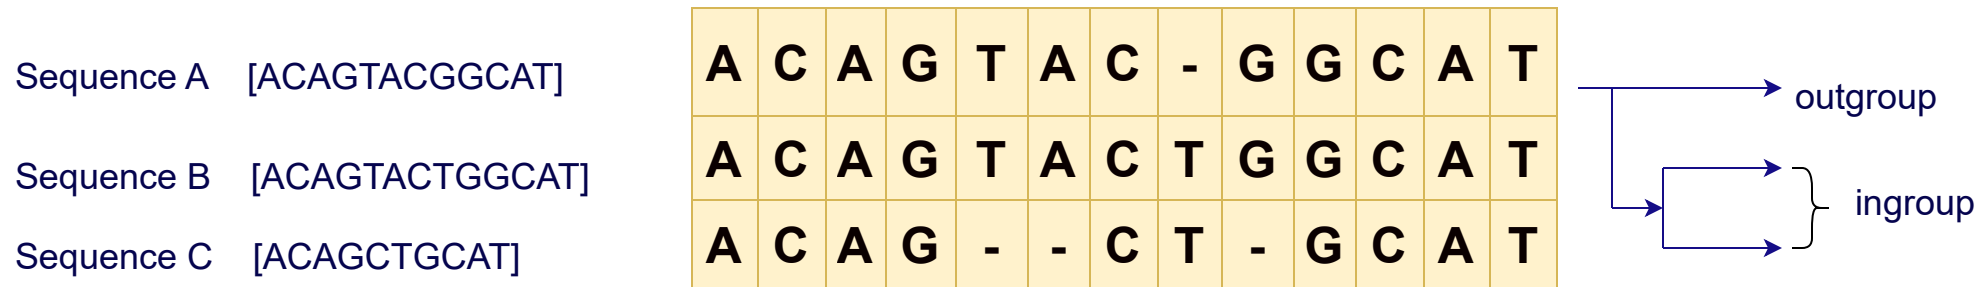 Sequence A [ACAGTACGGCAT] A C A G T A C - G G C A T outgroup
Sequence B [ACAGTACTGGCAT] A C A G T A C T G G C A T ingroup
Sequence C [ACAGCTGCAT] A C A G - - C T - G C A T